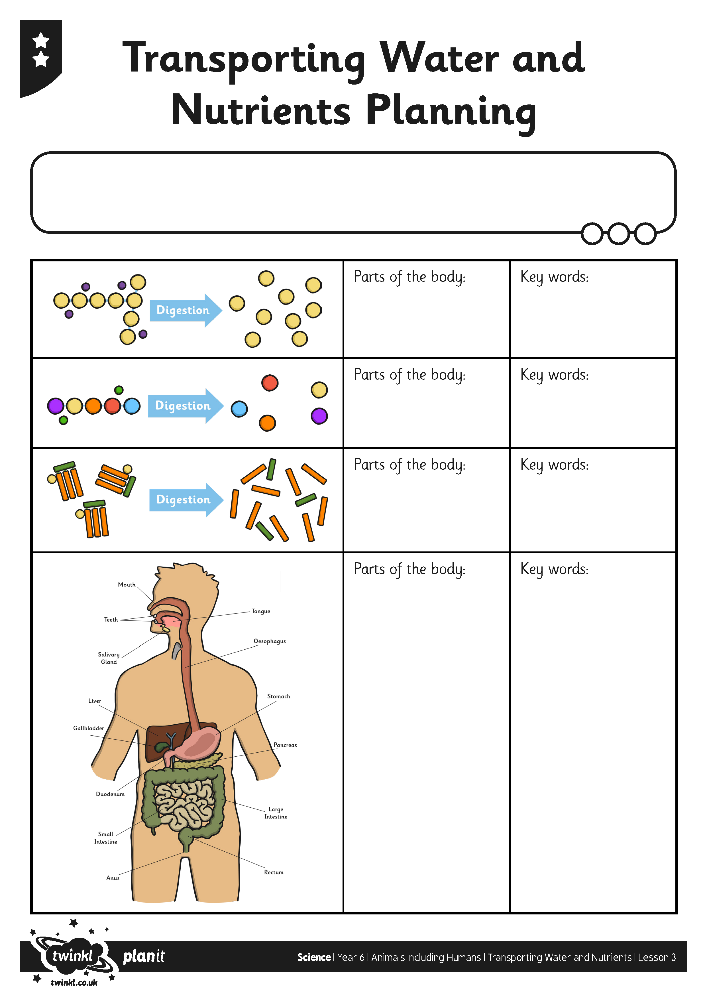 Transporting Water and
Nutrients Planning
Digestion
Parts of the body:
Key words:
Digestion
Parts of the body:
Key words:
Digestion
Parts of the body:
Key words:
Parts of the body:
Key words:
Mouth
Teeth
Salivary
Gland
Liver
Gallbladder
Duodenum
Small
Intestine
Anus
Tongue
Oesophagus
Stomach
Pancreas
Large
Intestine
Rectum
twinkl planit
twinkl.co.uk
Science | Year 6 | Animals Including Humans | Transporting Water and Nutrients | Lesson 3